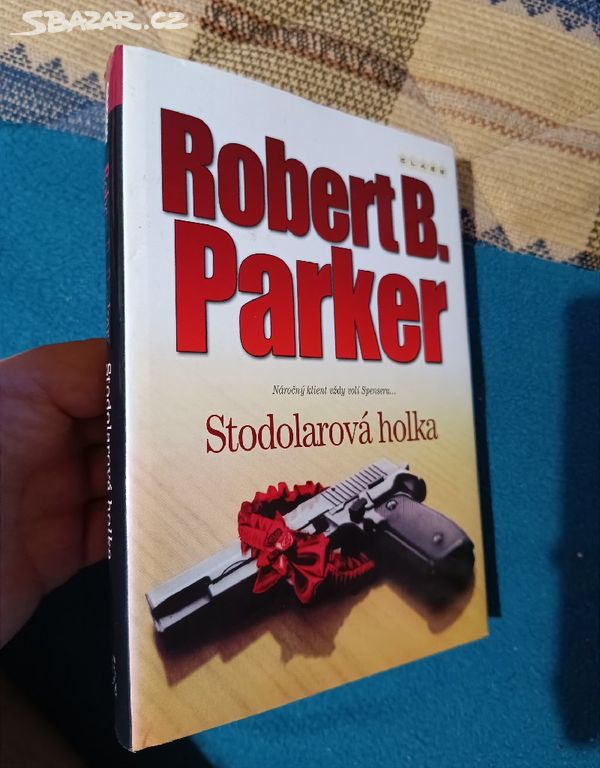 SBAZAR.CZ
CLASS
Robert B.
Parker
Náročný klient vždy volí Spensera...
Stodolarová holka
Stodolarová holka